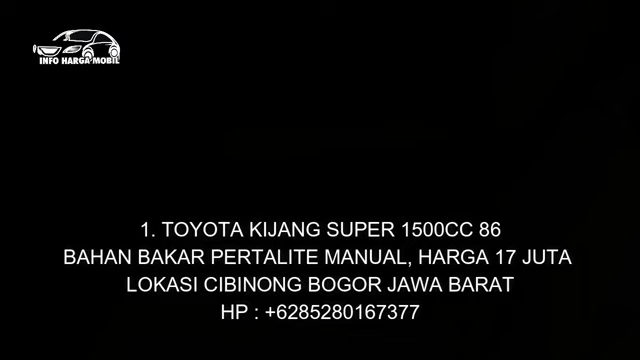 INFO HARGA MOBIL
1. TOYOTA KIJANG SUPER 1500CC 86
BAHAN BAKAR PERTALITE MANUAL, HARGA 17 JUTA
LOKASI CIBINONG BOGOR JAWA BARAT
HP : +6285280167377